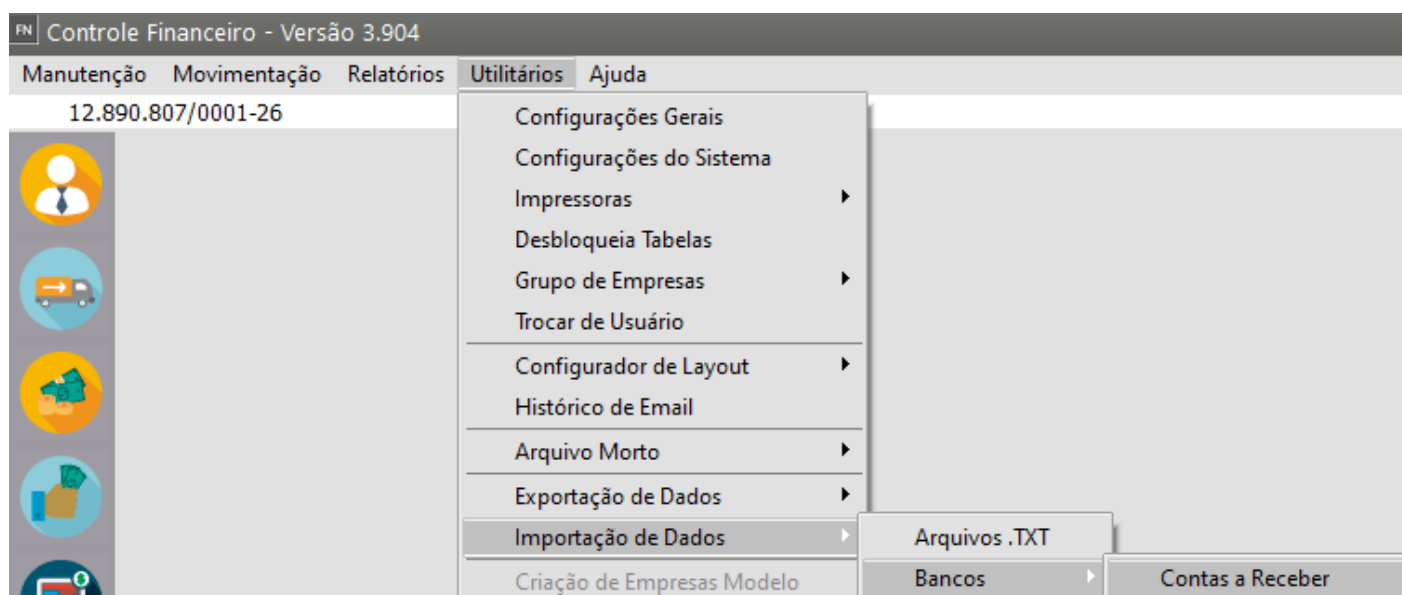 FN Controle Financeiro - Versão 3.904
Manutenção Movimentação Relatórios Utilitários Ajuda
12.890.807/0001-26
Configurações Gerais
Configurações do Sistema
Impressoras
Desbloqueia Tabelas
Grupo de Empresas
Trocar de Usuário
Configurador de Layout
Histórico de Email
Arquivo Morto
Exportação de Dados
Importação de Dados
Arquivos .TXT
Criação de Empresas Modelo
Bancos
Contas a Receber